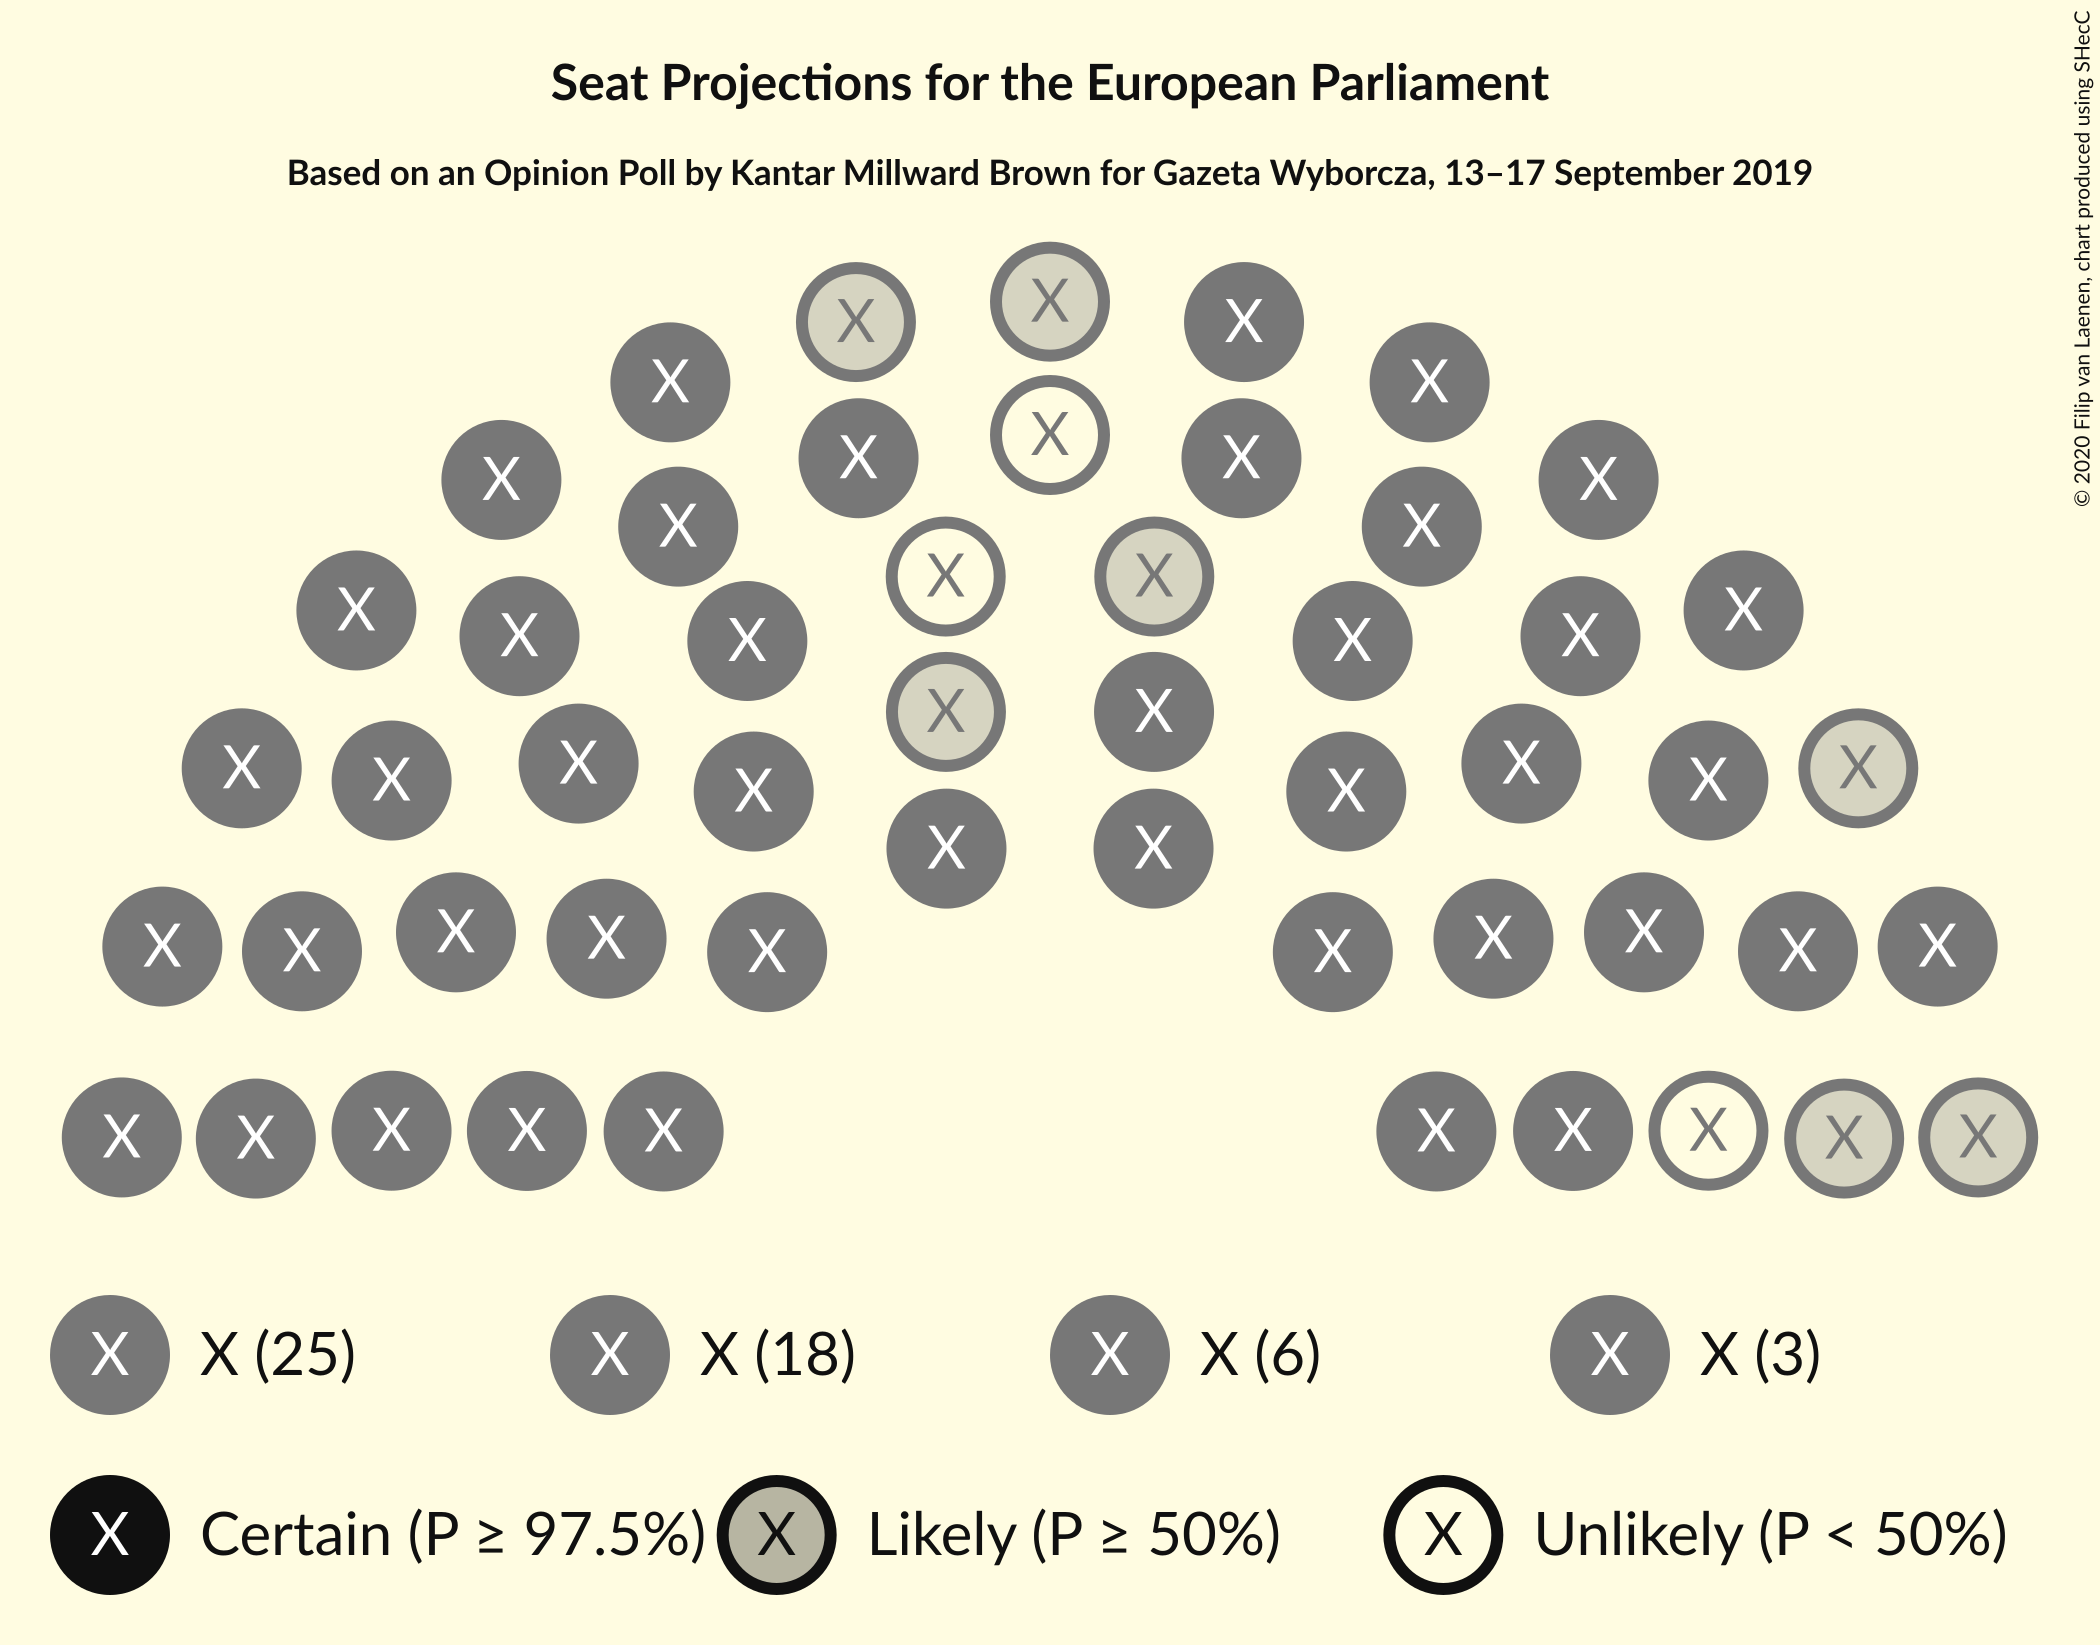 Seat Projections for the European Parliament
Based on an Opinion Poll by Kantar Millward Brown for Gazeta Wyborcza, 13–17 September 2019
© 2020 Filip van Laenen, chart produced using SHecC
X X X
X X
X X X
X X
X X
X X
X X X X X X
X X
X X X X X X X X
X X
X X X X X X X X X X
X X X X X X X X X X
X X (25) X X (18) X X (6) X X (3)
X Certain (P ≥ 97.5%) X Likely (P ≥ 50%) X Unlikely (P < 50%)